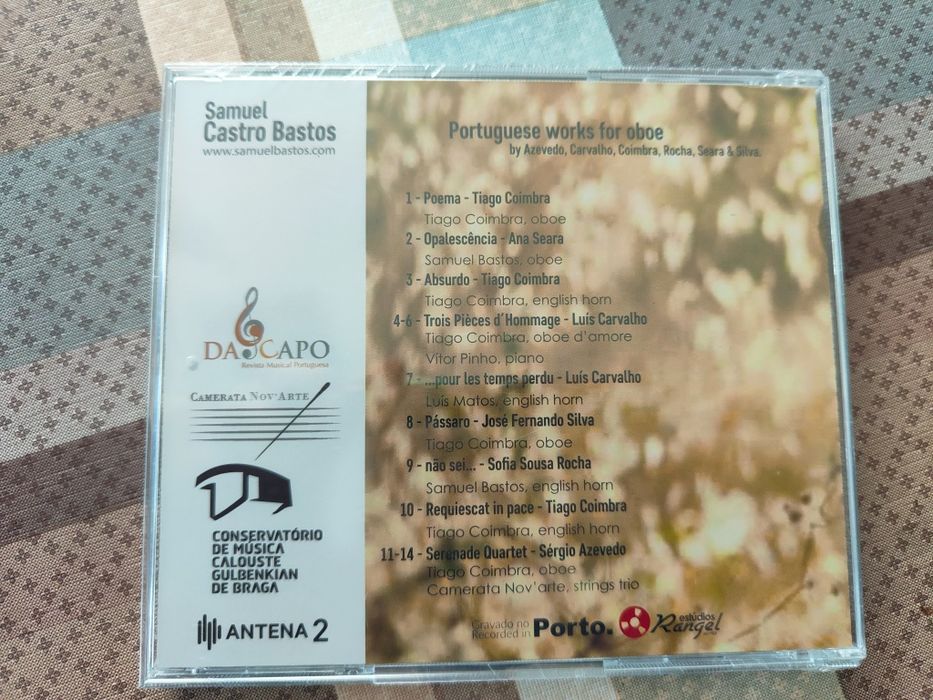 Samuel
Castro Bastos
www.samuelbastos.com
DA CAPO
Revista Musical Portuguesa
CAMERATA NOV'ARTE
CONSERVATÓRIO
DE MÚSICA
CALOUSTE
GULBENKIAN
DE BRAGA
ANTENA 2
Portuguese works for oboe
by Azevedo, Carvalho, Coimbra, Rocha, Seara & Silva.
1 - Poema - Tiago Coimbra
Tiago Coimbra, oboe
2 - Opalescência - Ana Seara
Samuel Bastos, oboe
3 - Absurdo - Tiago Coimbra
Tiago Coimbra, english horn
4-6 - Trois Pièces d´Hommage - Luís Carvalho
Tiago Coimbra, oboe d'amore
Vítor Pinho, piano
7 - ...pour les temps perdu - Luís Carvalho
Luís Matos, english horn
8 - Pássaro - José Fernando Silva
Tiago Coimbra, oboe
9 - não sei... - Sofia Sousa Rocha
Samuel Bastos, english horn
10 - Requiescat in pace - Tiago Coimbra
Tiago Coimbra, english horn
11-14 - Serenade Quartet - Sérgio Azevedo
Tiago Coimbra, oboe
Camerata Nov'arte, strings trio
Gravado no
Recorded in
Porto.
estúdios
Rangel